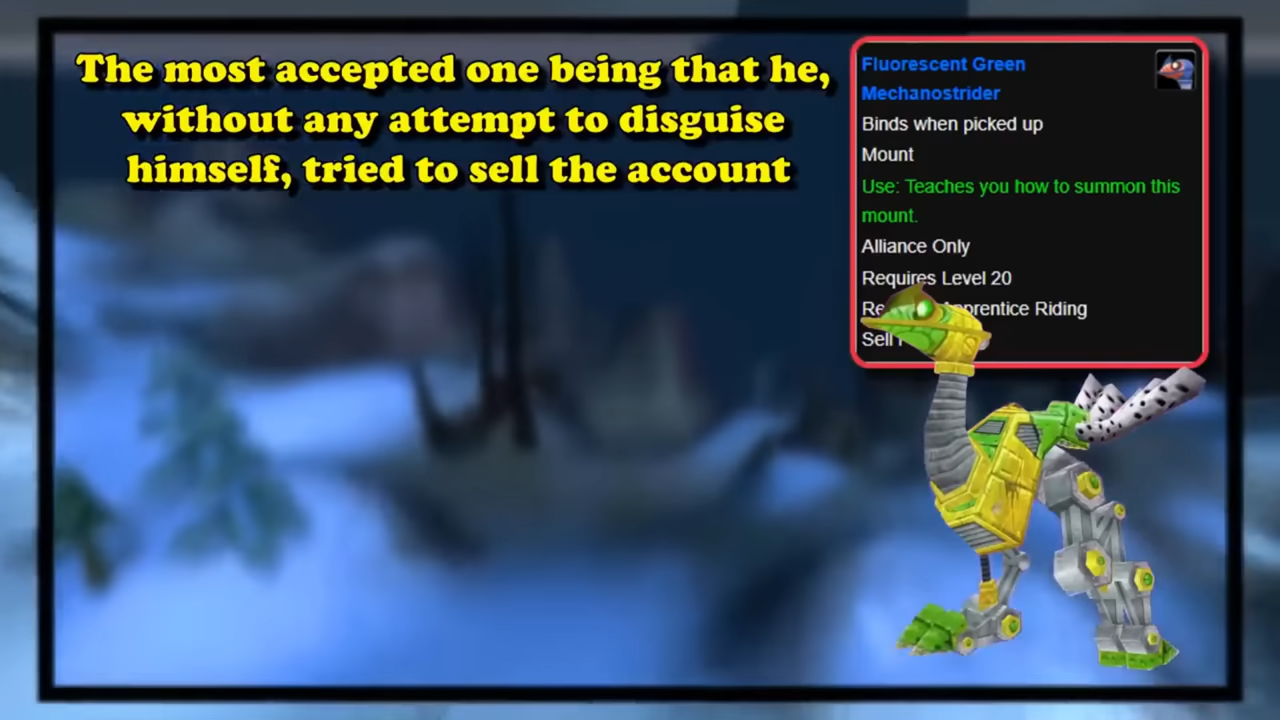 The most accepted one being that he,
without any attempt to disguise
himself, tried to sell the account
Fluorescent Green
Mechanostrider
Binds when picked up
Mount
Use: Teaches you how to summon this
mount.
Alliance Only
Requires Level 20
Riding
Sell